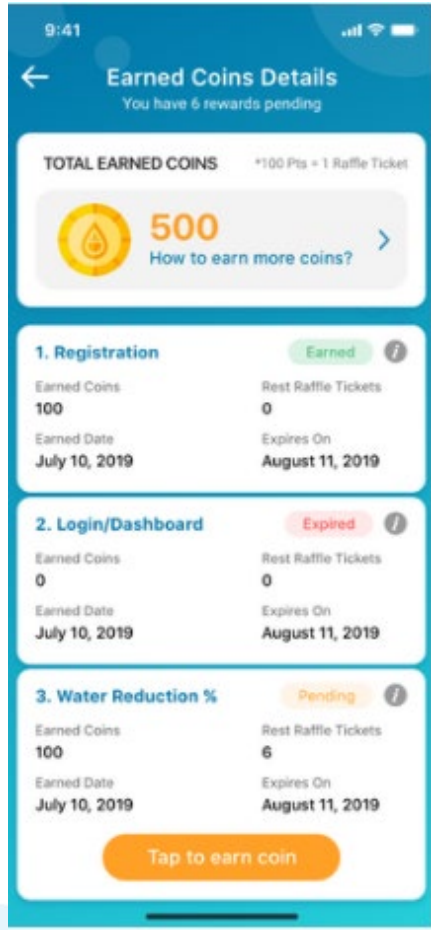 9:41
Earned Coins Details
You have 6 rewards pending
TOTAL EARNED COINS *100 Pts = 1 Raffle Ticket
500
How to earn more coins?
1. Registration Earned i
Earned Coins Rest Raffle Tickets
100 0
Earned Date Expires On
July 10, 2019 August 11, 2019
2. Login/Dashboard Expired i
Earned Coins Rest Raffle Tickets
0 0
Earned Date Expires On
July 10, 2019 August 11, 2019
3. Water Reduction % Pending i
Earned Coins Rest Raffle Tickets
100 6
Earned Date Expires On
July 10, 2019 August 11, 2019
Tap to earn coin